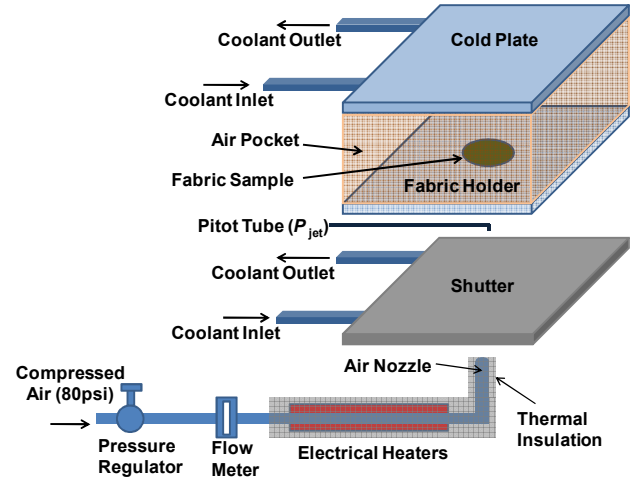 Coolant Outlet
Cold Plate
Coolant Inlet
Air Pocket
Fabric Sample
Fabric Holder
Pitot Tube (P jet)
Coolant Outlet
Shutter
Coolant Inlet
Air Nozzle
Compressed
Air (80psi)
Thermal
Insulation
Pressure
Regulator
Flow
Meter
Electrical Heaters